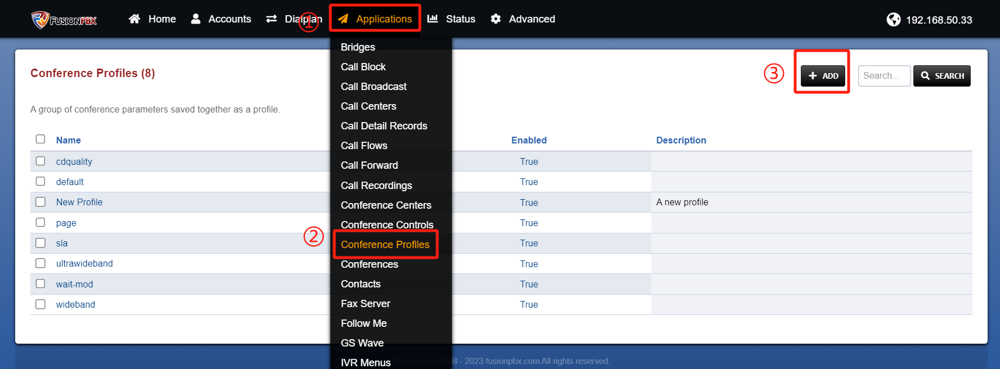 FUSIONPBX Home Accounts Dialplan Applications Status Advanced 192.168.50.33
①
Bridges
Call Block
Call Broadcast
Call Centers
Call Detail Records
Call Flows
Call Forward
Call Recordings
Conference Centers
Conference Controls
② Conference Profiles
Conferences
Contacts
Fax Server
Follow Me
GS Wave
IVR Menus
Conference Profiles (8)
③ ADD Search... SEARCH
A group of conference parameters saved together as a profile.
Name Enabled Description
cdquality True
default True
New Profile True A new profile
page True
sla True
ultrawideband True
wait-mod True
wideband True
© Copyright 2008 - 2023 fusionpbx.com All rights reserved.